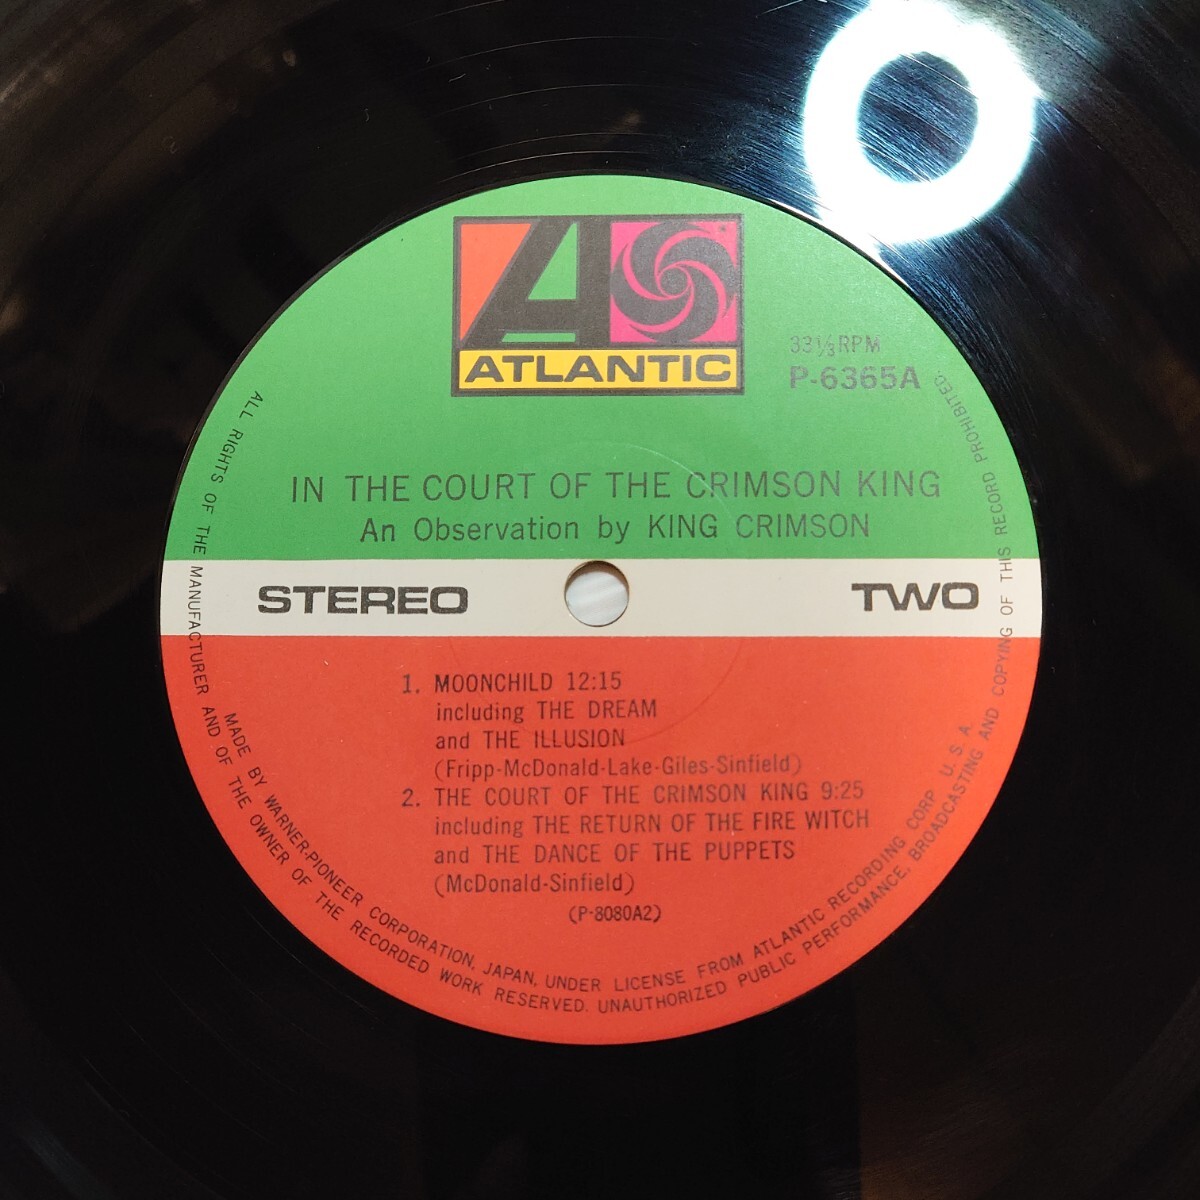 ATLANTIC
33⅓RPM
P-6365A
IN THE COURT OF THE CRIMSON KING
An Observation by KING CRIMSON
STEREO
TWO
1. MOONCHILD 12:15
including THE DREAM
and THE ILLUSION
(Fripp-McDonald-Lake-Giles-Sinfield)
2. THE COURT OF THE CRIMSON KING 9:25
including THE RETURN OF THE FIRE WITCH
and THE DANCE OF THE PUPPETS
(McDonald-Sinfield)
(P-8080A2)
MADE BY WARNER-PIONEER CORPORATION, JAPAN, UNDER LICENSE FROM ATLANTIC RECORDING CORP. U.S.A.
ALL RIGHTS OF THE MANUFACTURER AND OF THE OWNER OF THE RECORDED WORK RESERVED. UNAUTHORIZED PUBLIC PERFORMANCE, BROADCASTING AND COPYING OF THIS RECORD PROHIBITED.